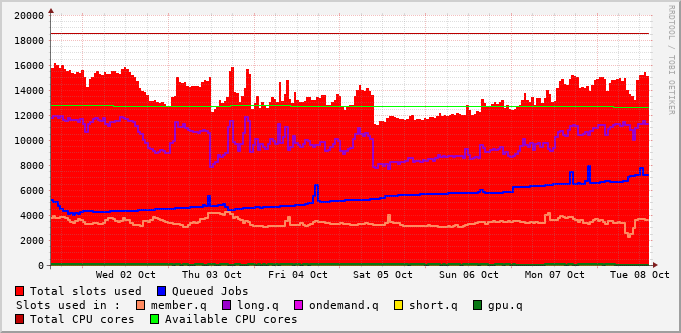 20000
18000
16000
14000
12000
10000
8000
6000
4000
2000
0
Wed 02 Oct Thu 03 Oct Fri 04 Oct Sat 05 Oct Sun 06 Oct Mon 07 Oct Tue 08 Oct
Total slots used Queued Jobs
Slots used in : member.q long.q ondemand.q short.q gpu.q
Total CPU cores Available CPU cores
RRDTOOL / TOBI OETIKER